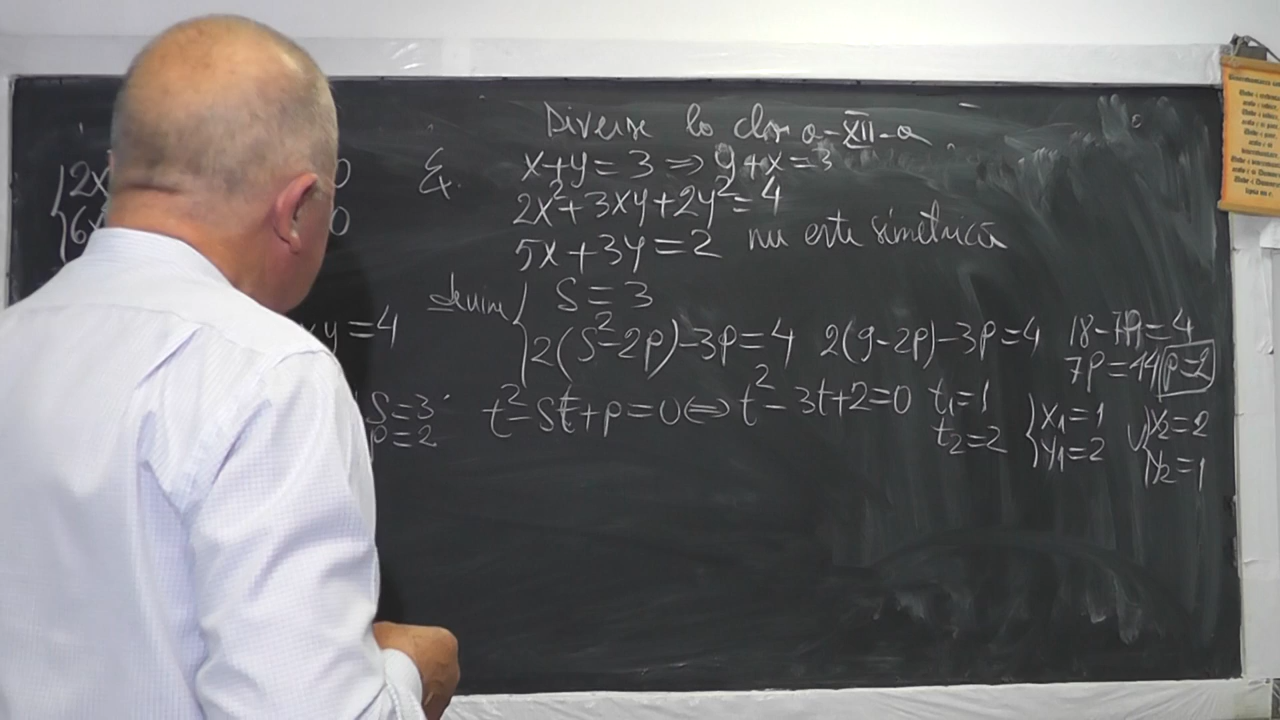 Diverse la clasa a-XII-a
x+y=3 ⇒ y+x=3
2x²+3xy+2y²=4
5x+3y=2 nu este simetrică
{2x 0
{6x 0
devine { S=3
2(S²-2p)-3p=4 2(9-2p)-3p=4 18-7p=4
xy=4
7p=14 p=2
S=3
p=2
t²-St+p=0 ⇔ t²-3t+2=0 t₁=1
t₂=2
{x₁=1
y₁=2
∪ {x₂=2
y₂=1